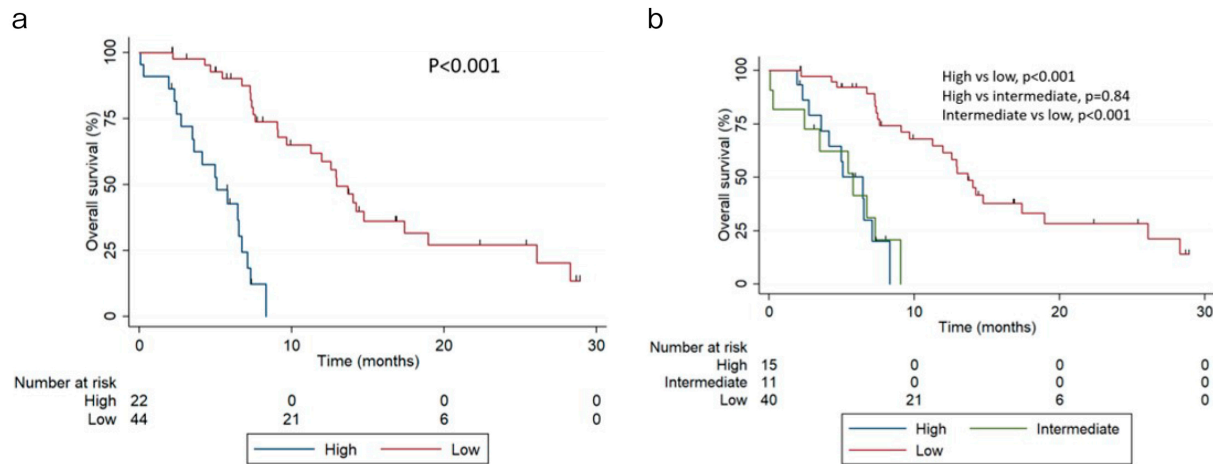 a
Overall survival (%)
100
75
50
25
0
P<0.001
0 10 20 30
Time (months)
Number at risk
High 22 0 0 0
Low 44 21 6 0
High Low
b
Overall survival (%)
100
75
50
25
0
High vs low, p<0.001
High vs intermediate, p=0.84
Intermediate vs low, p<0.001
0 10 20 30
Time (months)
Number at risk
High 15 0 0 0
Intermediate 11 0 0 0
Low 40 21 6 0
High Intermediate
Low